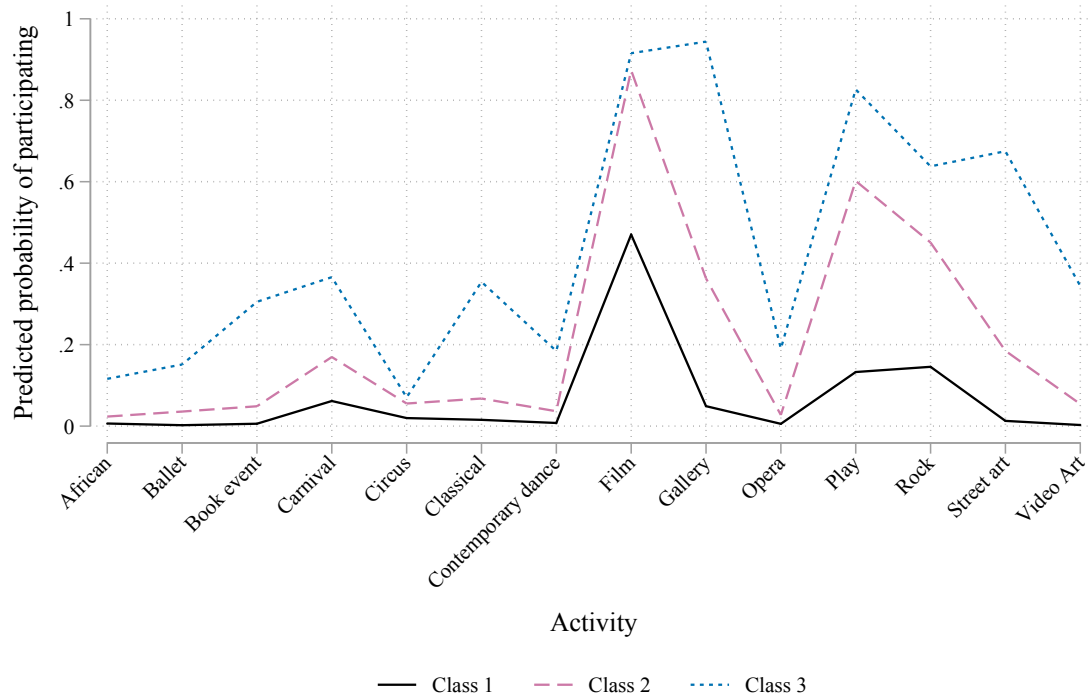 Predicted probability of participating
1
.8
.6
.4
.2
0
African
Ballet
Book event
Carnival
Circus
Classical
Contemporary dance
Film
Gallery
Opera
Play
Rock
Street art
Video Art
Activity
Class 1 Class 2 Class 3